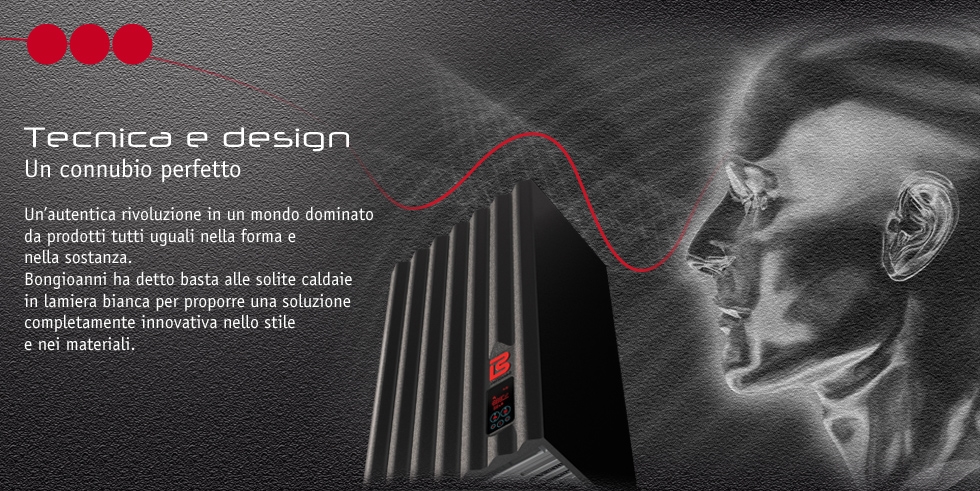 Tecnica e design
Un connubio perfetto
Un'autentica rivoluzione in un mondo dominato
da prodotti tutti uguali nella forma e
nella sostanza.
Bongioanni ha detto basta alle solite caldaie
in lamiera bianca per proporre una soluzione
completamente innovativa nello stile
e nei materiali.